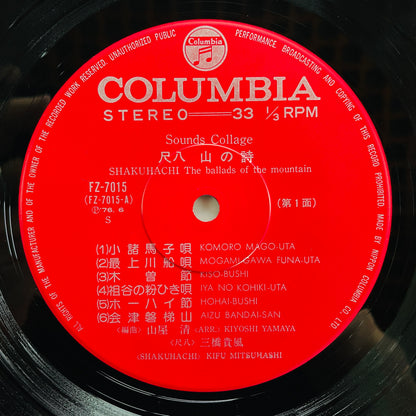 ALL RIGHTS OF THE MANUFACTURER AND OF THE OWNER OF THE RECORDED WORK RESERVED. UNAUTHORIZED PUBLIC PERFORMANCE BROADCASTING AND COPYING OF THIS RECORD PROHIBITED
NIPPON COLUMBIA CO., LTD.
Columbia
COLUMBIA
STEREO—33 1/3 RPM
Sounds Collage
尺八 山の詩
SHAKUHACHI The ballads of the mountain
FZ-7015
(FZ-7015-A)
Ⓟ'76.6
S
(第1面)
(1)小諸馬子唄 KOMORO MAGO-UTA
(2)最上川船唄 MOGAMI-GAWA FUNA-UTA
(3)木曽節 KISO-BUSHI
(4)祖谷の粉ひき唄 IYA NO KOHIKI-UTA
(5)ホーハイ節 HOHAI-BUSHI
(6)会津磐梯山 AIZU BANDAI-SAN
〈編曲〉山屋 清 (ARR.) KIYOSHI YAMAYA
〈尺八〉三橋貴風
(SHAKUHACHI) KIFU MITSUHASHI